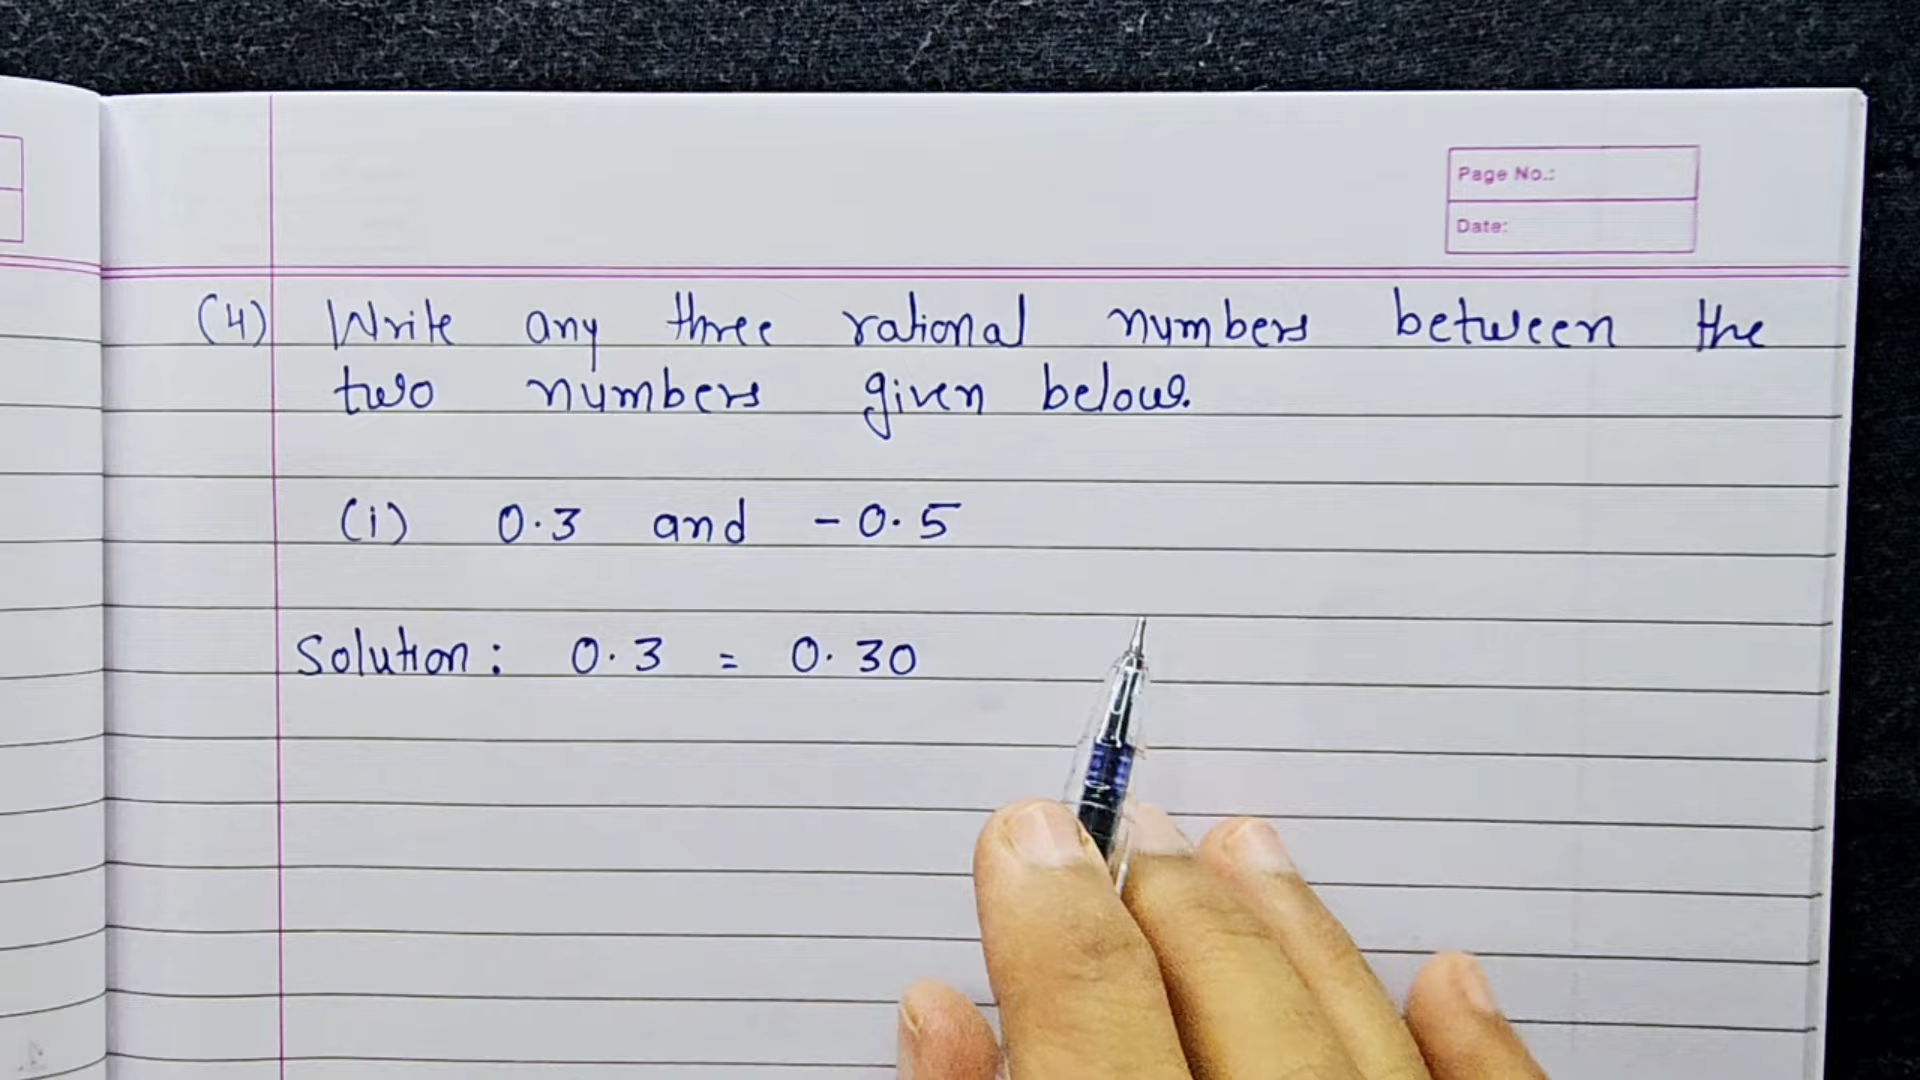 Page No.:
Date:
(4) Write any three rational numbers between the
two numbers given below.
(i) 0.3 and -0.5
Solution: 0.3 = 0.30